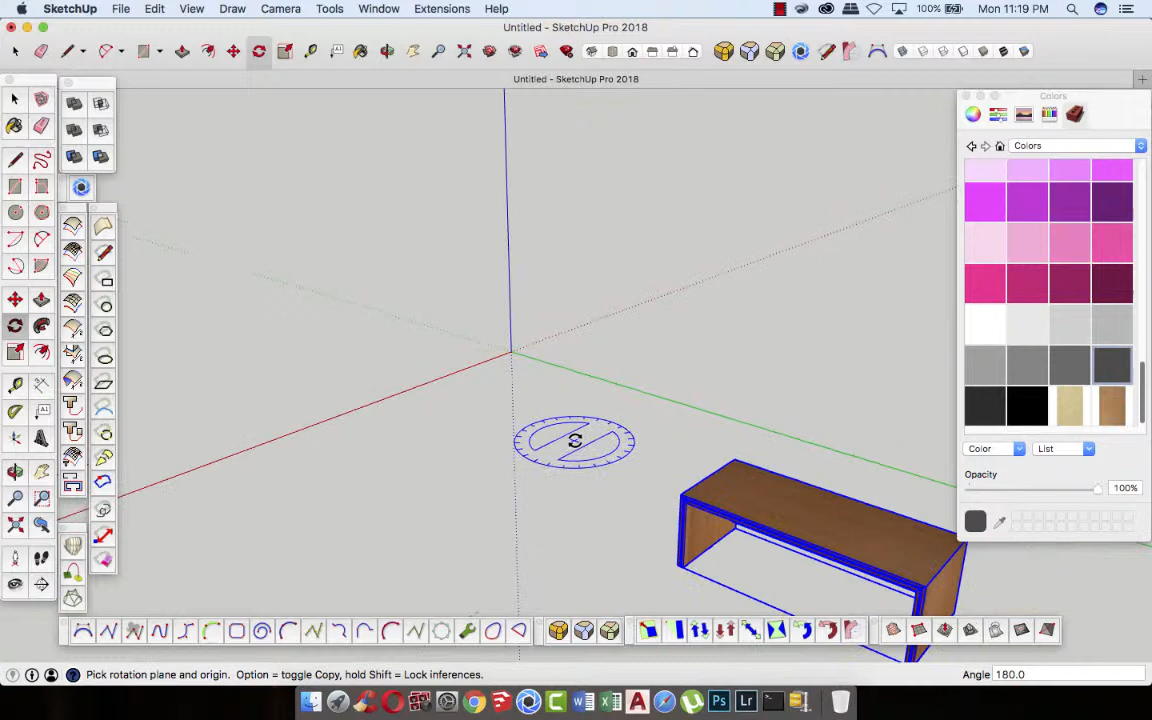 SketchUp File Edit View Draw Camera Tools Window Extensions Help 100% Mon 11:19 PM
Untitled - SketchUp Pro 2018
Untitled - SketchUp Pro 2018
Colors
Colors
Color List
Opacity
100%
Pick rotation plane and origin. Option = toggle Copy, hold Shift = Lock inferences. Angle 180.0
Ps Lr